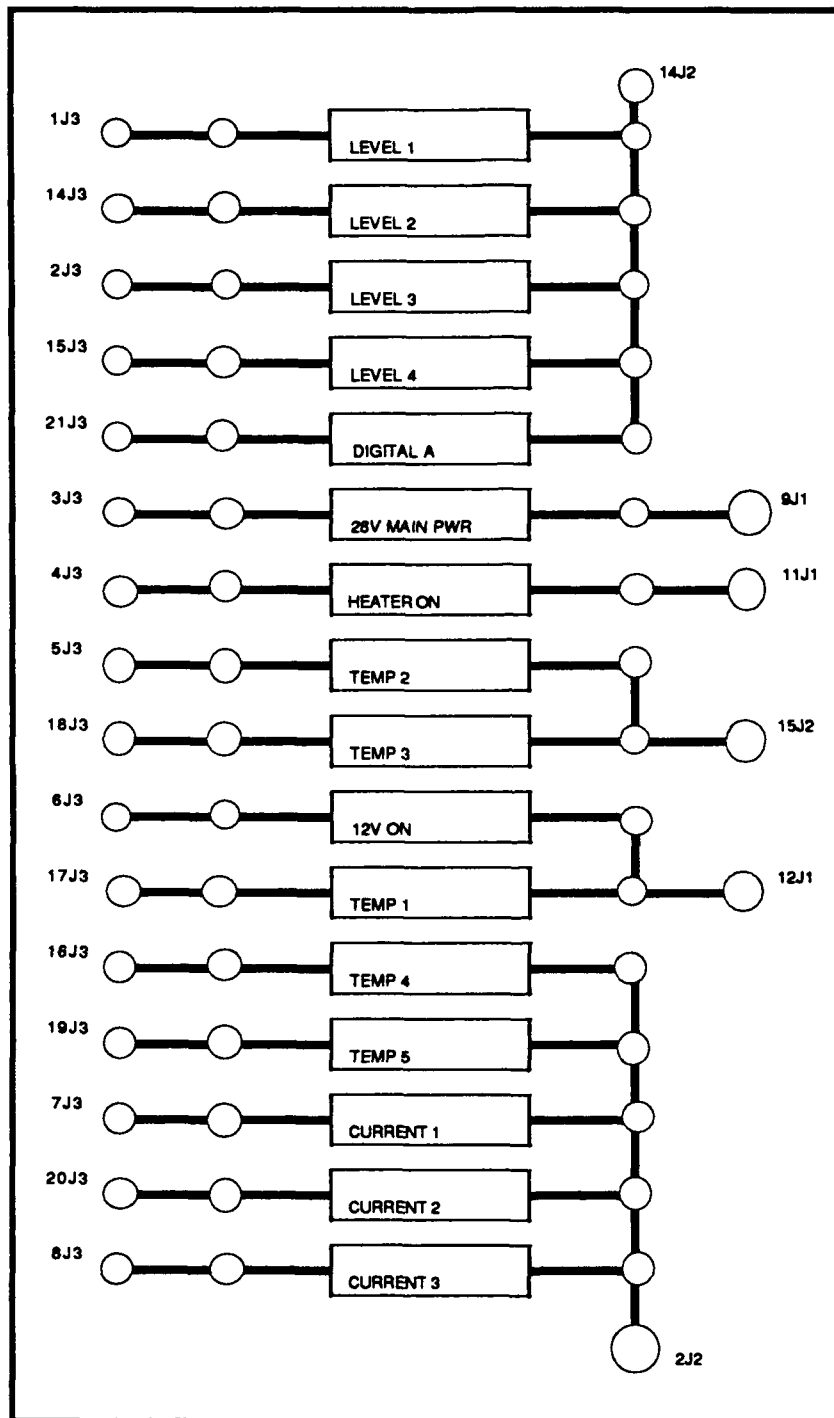 14J2
1J3
LEVEL 1
14J3
LEVEL 2
2J3
LEVEL 3
15J3
LEVEL 4
21J3
DIGITAL A
3J3
28V MAIN PWR
9J1
4J3
HEATER ON
11J1
5J3
TEMP 2
18J3
TEMP 3
15J2
6J3
12V ON
17J3
TEMP 1
12J1
16J3
TEMP 4
19J3
TEMP 5
7J3
CURRENT 1
20J3
CURRENT 2
8J3
CURRENT 3
2J2